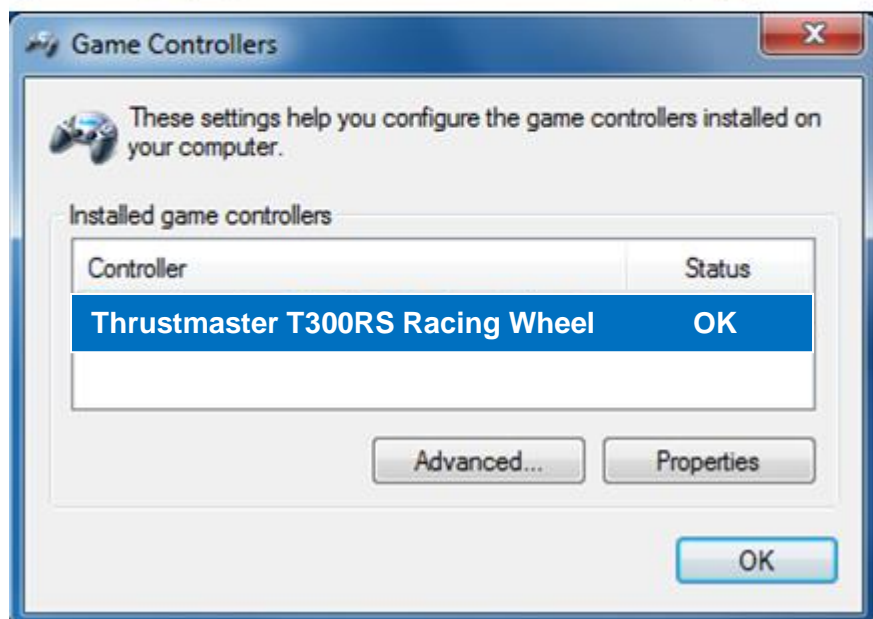 Game Controllers
These settings help you configure the game controllers installed on
your computer.
Installed game controllers
Controller Status
Thrustmaster T300RS Racing Wheel OK
Advanced... Properties
OK